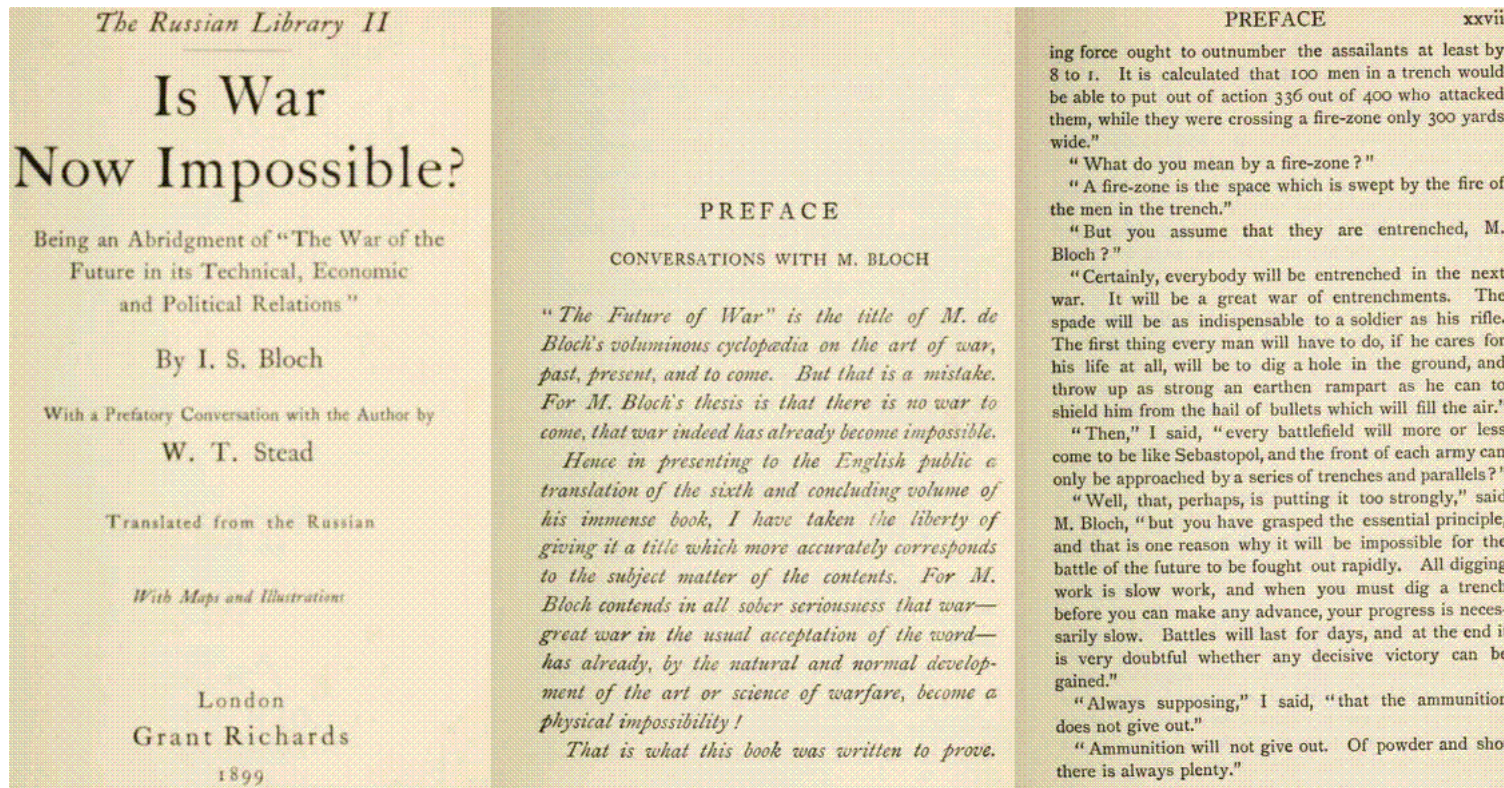 The Russian Library II
Is War
Now Impossible?
Being an Abridgment of "The War of the
Future in its Technical, Economic
and Political Relations"
By I. S. Bloch
With a Prefatory Conversation with the Author by
W. T. Stead
Translated from the Russian
With Maps and Illustrations
London
Grant Richards
1899
PREFACE
CONVERSATIONS WITH M. BLOCH
"The Future of War" is the title of M. de
Bloch's voluminous cyclopædia on the art of war,
past, present, and to come. But that is a mistake.
For M. Bloch's thesis is that there is no war to
come, that war indeed has already become impossible.
Hence in presenting to the English public a
translation of the sixth and concluding volume of
his immense book, I have taken the liberty of
giving it a title which more accurately corresponds
to the subject matter of the contents. For M.
Bloch contends in all sober seriousness that war—
great war in the usual acceptation of the word—
has already, by the natural and normal develop-
ment of the art or science of warfare, become a
physical impossibility!
That is what this book was written to prove.
PREFACE xxvii
ing force ought to outnumber the assailants at least by
8 to 1. It is calculated that 100 men in a trench would
be able to put out of action 336 out of 400 who attacked
them, while they were crossing a fire-zone only 300 yards
wide."
"What do you mean by a fire-zone?"
"A fire-zone is the space which is swept by the fire of
the men in the trench."
"But you assume that they are entrenched, M.
Bloch?"
"Certainly, everybody will be entrenched in the next
war. It will be a great war of entrenchments. The
spade will be as indispensable to a soldier as his rifle.
The first thing every man will have to do, if he cares for
his life at all, will be to dig a hole in the ground, and
throw up as strong an earthen rampart as he can to
shield him from the hail of bullets which will fill the air."
"Then," I said, "every battlefield will more or less
come to be like Sebastopol, and the front of each army can
only be approached by a series of trenches and parallels?"
"Well, that, perhaps, is putting it too strongly," said
M. Bloch, "but you have grasped the essential principle,
and that is one reason why it will be impossible for the
battle of the future to be fought out rapidly. All digging
work is slow work, and when you must dig a trench
before you can make any advance, your progress is neces-
sarily slow. Battles will last for days, and at the end i
is very doubtful whether any decisive victory can be
gained."
"Always supposing," I said, "that the ammunition
does not give out."
"Ammunition will not give out. Of powder and sho
there is always plenty."